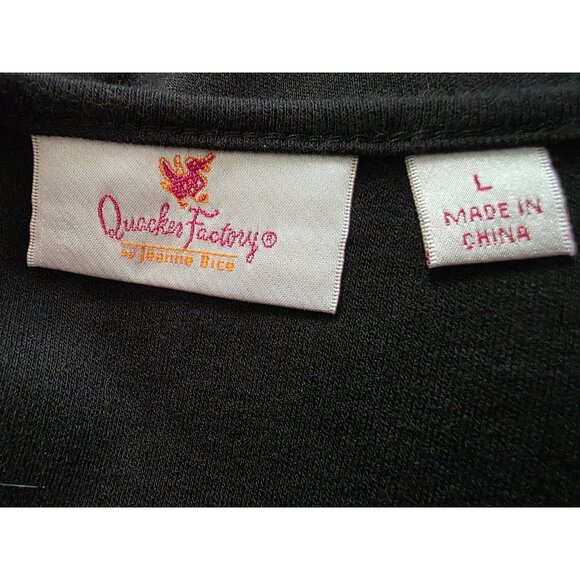 Quacker Factory®
by Jeanne Bice
L
MADE IN
CHINA